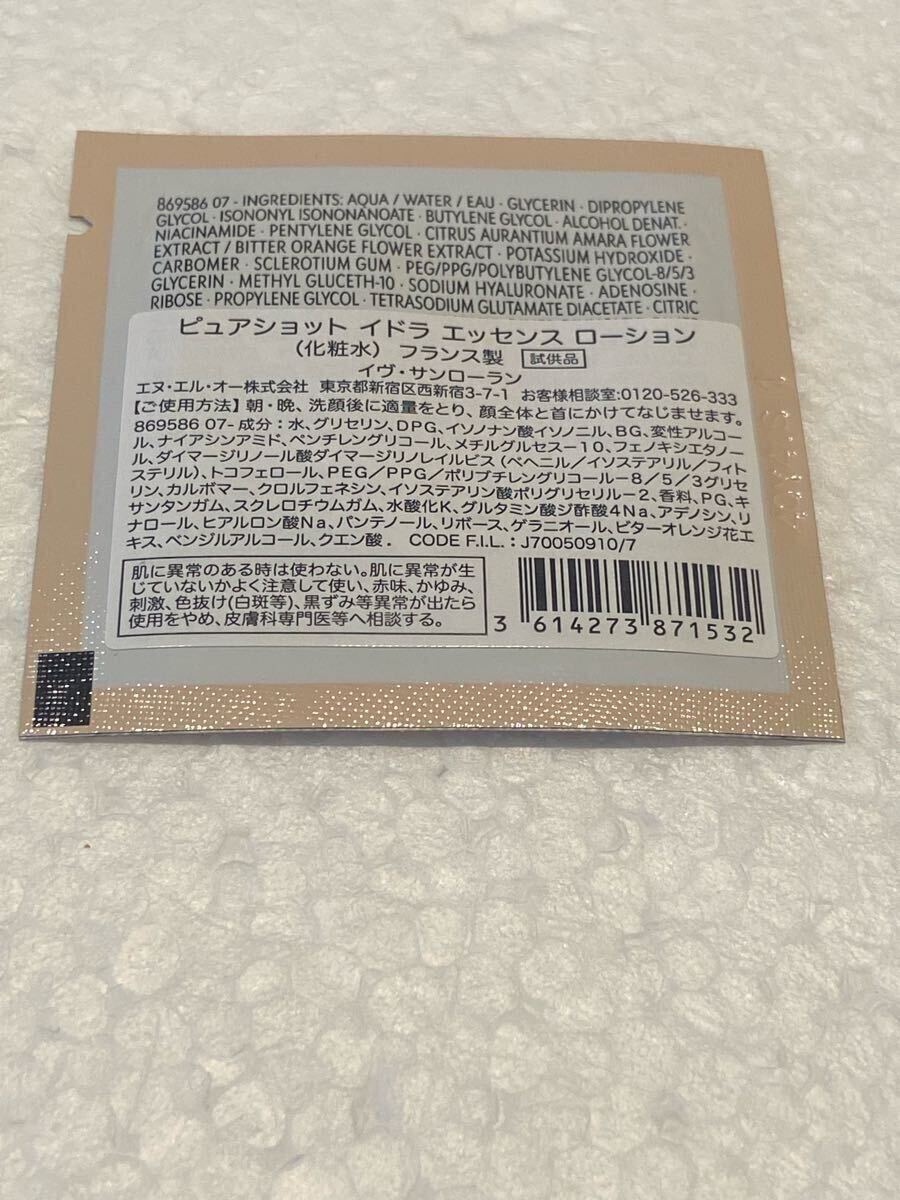 869586 07 - INGREDIENTS: AQUA / WATER / EAU · GLYCERIN · DIPROPYLENE
GLYCOL · ISONONYL ISONONANOATE · BUTYLENE GLYCOL · ALCOHOL DENAT. ·
NIACINAMIDE · PENTYLENE GLYCOL · CITRUS AURANTIUM AMARA FLOWER
EXTRACT / BITTER ORANGE FLOWER EXTRACT · POTASSIUM HYDROXIDE ·
CARBOMER · SCLEROTIUM GUM · PEG/PPG/POLYBUTYLENE GLYCOL-8/5/3
GLYCERIN · METHYL GLUCETH-10 · SODIUM HYALURONATE · ADENOSINE ·
RIBOSE · PROPYLENE GLYCOL · TETRASODIUM GLUTAMATE DIACETATE · CITRIC
ピュアショット イドラ エッセンス ローション
(化粧水) フランス製 試供品
イヴ・サンローラン
エヌ・エル・オー株式会社 東京都新宿区西新宿3-7-1 お客様相談室:0120-526-333
【ご使用方法】朝・晩、洗顔後に適量をとり、顔全体と首にかけてなじませます。
869586 07-成分：水、グリセリン、DPG、イソノナン酸イソノニル、BG、変性アルコー
ル、ナイアシンアミド、ペンチレングリコール、メチルグルセス－10、フェノキシエタノー
ル、ダイマージリノール酸ダイマージリノレイルビス（ベヘニル／イソステアリル／フィト
ステリル）、トコフェロール、PEG／PPG／ポリブチレングリコール－8／5／3グリセ
リン、カルボマー、クロルフェネシン、イソステアリン酸ポリグリセリル－2、香料、PG、キ
サンタンガム、スクレロチウムガム、水酸化K、グルタミン酸ジ酢酸4Na、アデノシン、リ
ナロール、ヒアルロン酸Na、パンテノール、リボース、ゲラニオール、ビターオレンジ花エ
キス、ベンジルアルコール、クエン酸． CODE F.I.L.：J70050910/7
肌に異常のある時は使わない。肌に異常が生
じていないかよく注意して使い、赤味、かゆみ、
刺激、色抜け(白斑等)、黒ずみ等異常が出たら
使用をやめ、皮膚科専門医等へ相談する。
3 614273 871532